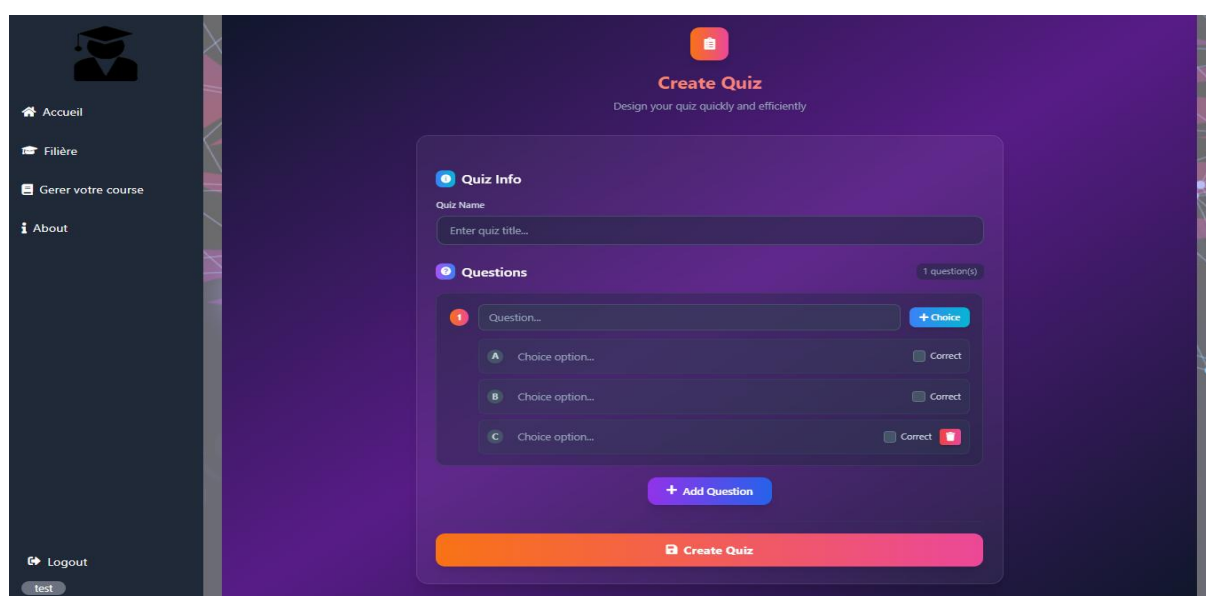 Accueil
Filière
Gerer votre course
About
Logout
test
Create Quiz
Design your quiz quickly and efficiently
Quiz Info
Quiz Name
Enter quiz title...
Questions
1 question(s)
1 Question... + Choice
A Choice option... Correct
B Choice option... Correct
C Choice option... Correct
+ Add Question
Create Quiz